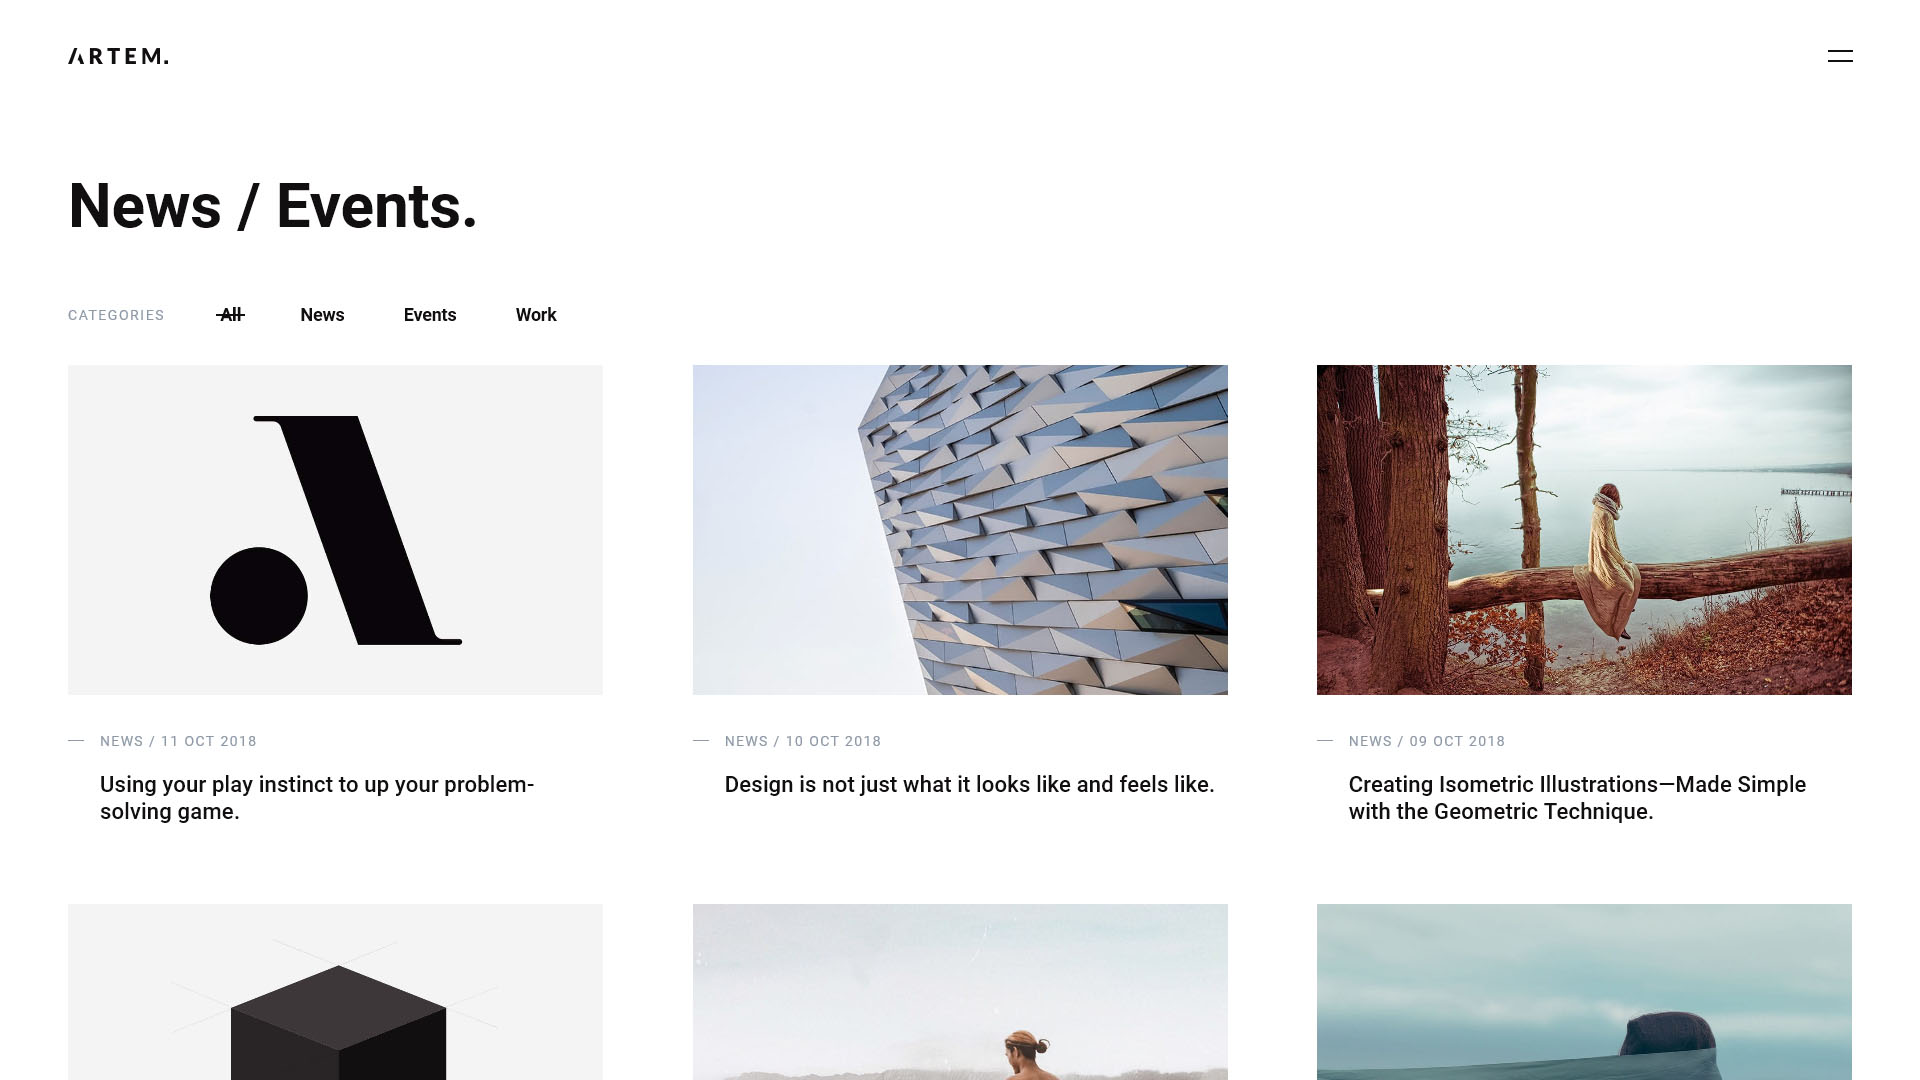 ARTEM.
News / Events.
CATEGORIES All News Events Work
NEWS / 11 OCT 2018
Using your play instinct to up your problem-
solving game.
NEWS / 10 OCT 2018
Design is not just what it looks like and feels like.
NEWS / 09 OCT 2018
Creating Isometric Illustrations—Made Simple
with the Geometric Technique.